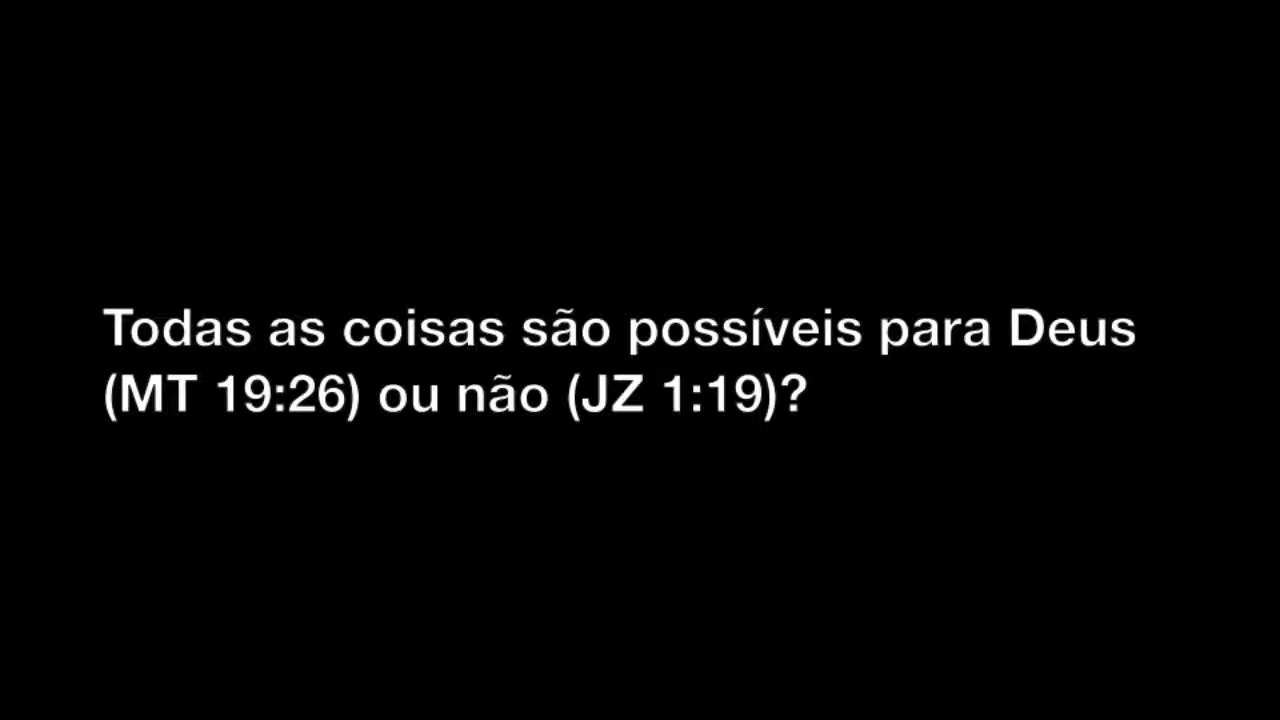 Todas as coisas são possíveis para Deus
(MT 19:26) ou não (JZ 1:19)?